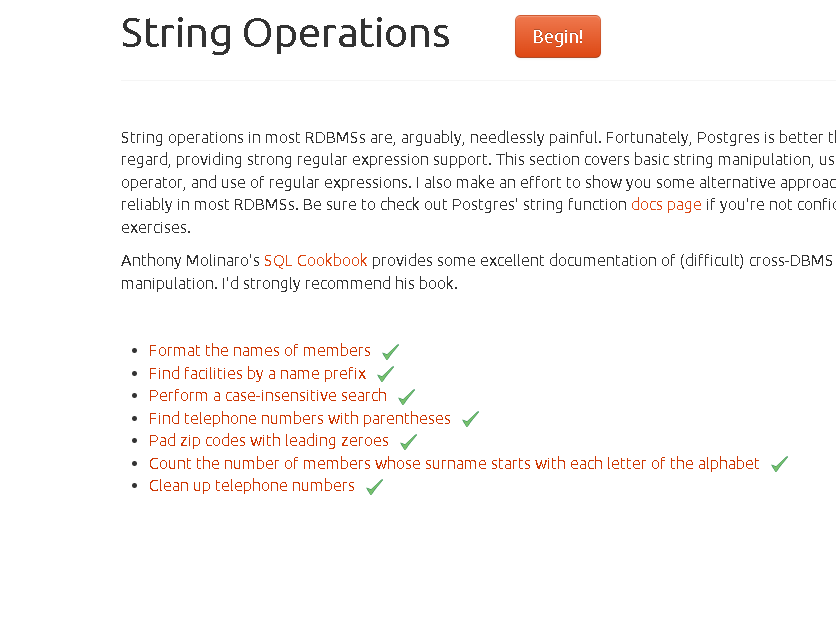 String Operations
Begin!
String operations in most RDBMSs are, arguably, needlessly painful. Fortunately, Postgres is better
regard, providing strong regular expression support. This section covers basic string manipulation,
operator, and use of regular expressions. I also make an effort to show you some alternative
reliably in most RDBMSs. Be sure to check out Postgres' string function docs page if you're not
exercises.
Anthony Molinaro's SQL Cookbook provides some excellent documentation of (difficult) cross-DBMS
manipulation. I'd strongly recommend his book.
Format the names of members
Find facilities by a name prefix
Perform a case-insensitive search
Find telephone numbers with parentheses
Pad zip codes with leading zeroes
Count the number of members whose surname starts with each letter of the alphabet
Clean up telephone numbers